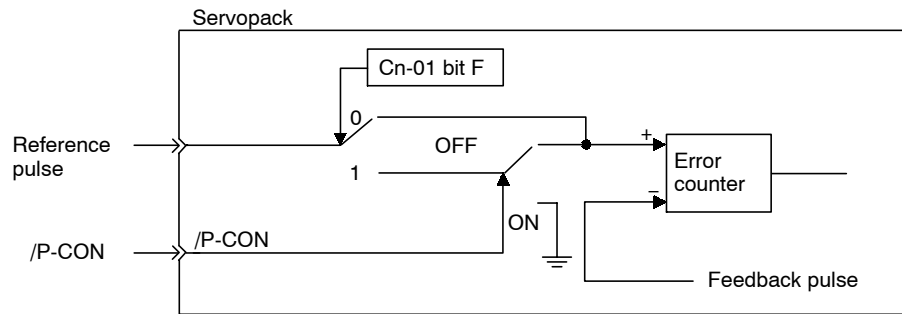 Servopack
Cn-01 bit F
0
Reference
pulse
OFF
+
Error
counter
1
−
ON
/P-CON
/P-CON
Feedback pulse